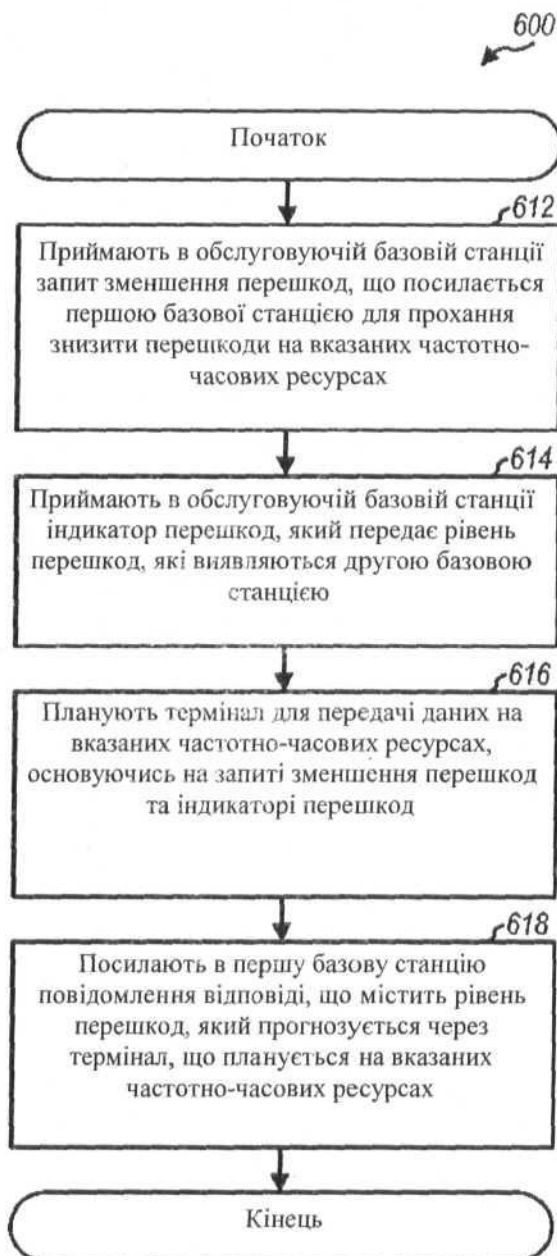 600
Початок
612
Приймають в обслуговуючій базовій станції
запит зменшення перешкод, що посилається
першою базової станцією для прохання
знизити перешкоди на вказаних частотно-
часових ресурсах
614
Приймають в обслуговуючій базовій станції
індикатор перешкод, який передає рівень
перешкод, які виявляються другою базовою
станцією
616
Планують термінал для передачі даних на
вказаних частотно-часових ресурсах,
основуючись на запиті зменшення перешкод
та індикаторі перешкод
618
Посилають в першу базову станцію
повідомлення відповіді, що містить рівень
перешкод, який прогнозується через
термінал, що планується на вказаних
частотно-часових ресурсах
Кінець